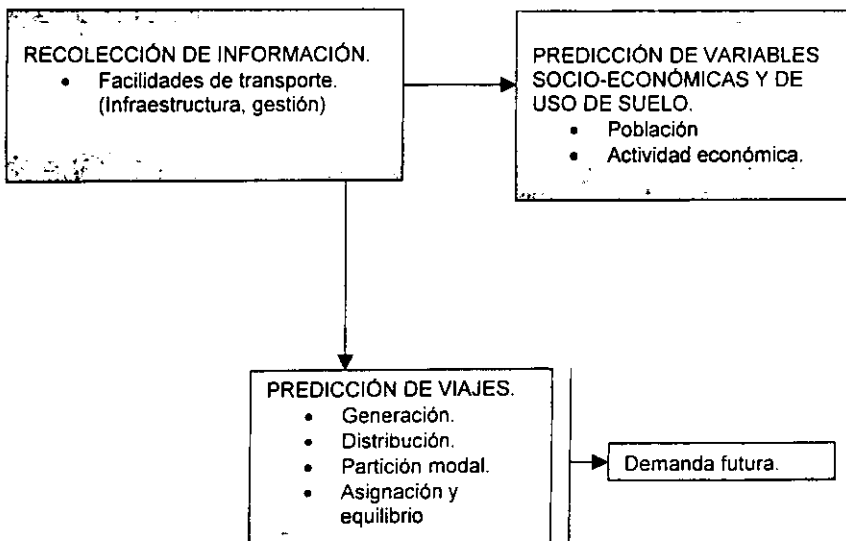 RECOLECCIÓN DE INFORMACIÓN.
• Facilidades de transporte.
(Infraestructura, gestión)
PREDICCIÓN DE VARIABLES
SOCIO-ECONÓMICAS Y DE
USO DE SUELO.
• Población
• Actividad económica.
PREDICCIÓN DE VIAJES.
• Generación.
• Distribución.
• Partición modal.
• Asignación y
equilibrio
Demanda futura.